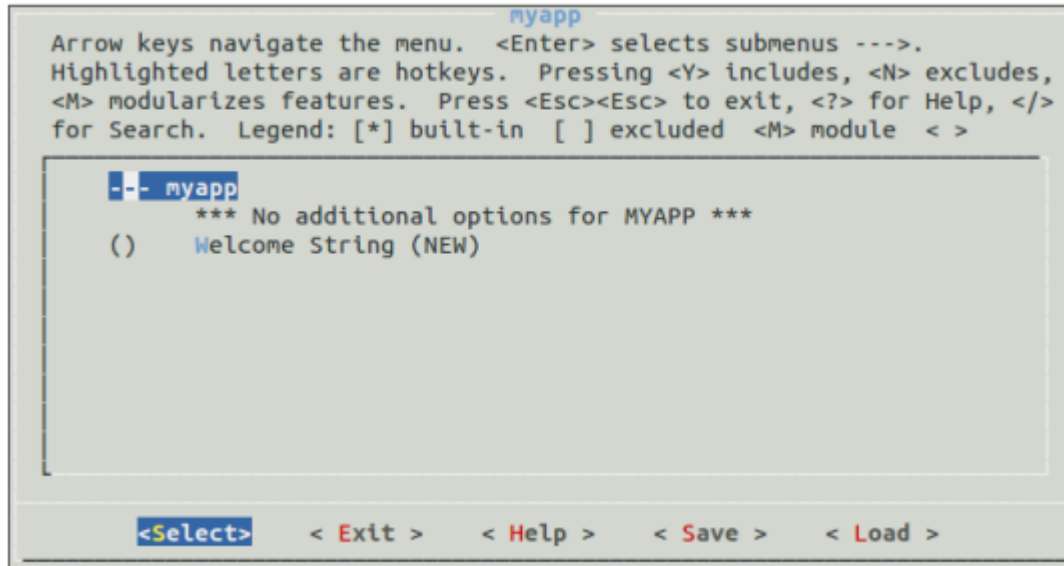 myapp
Arrow keys navigate the menu. <Enter> selects submenus --->.
Highlighted letters are hotkeys. Pressing <Y> includes, <N> excludes,
<M> modularizes features. Press <Esc><Esc> to exit, <?> for Help, </>
for Search. Legend: [*] built-in [ ] excluded <M> module < >
--- myapp
*** No additional options for MYAPP ***
() Welcome String (NEW)
<Select> < Exit > < Help > < Save > < Load >